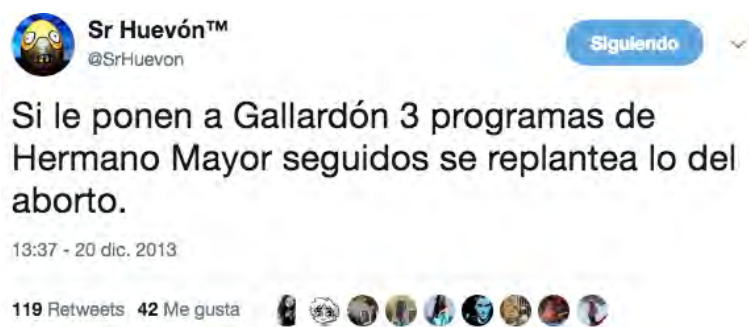 Sr Huevón™
@SrHuevon
Siguiendo
Si le ponen a Gallardón 3 programas de
Hermano Mayor seguidos se replantea lo del
aborto.
13:37 - 20 dic. 2013
119 Retweets 42 Me gusta